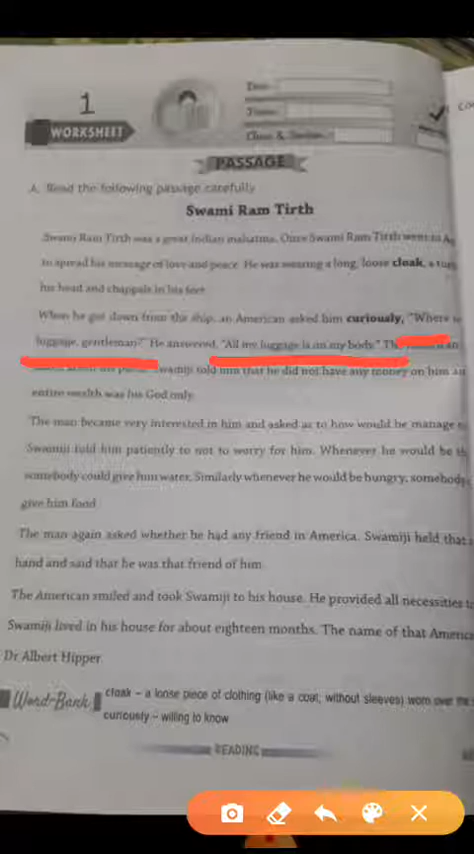 1
WORKSHEET
PASSAGE
A. Read the following passage carefully
Swami Ram Tirth
Swami Ram Tirth was a great Indian mahatma. Once Swami Ram Tirth went to
to spread his message of love and peace. He was wearing a long, loose cloak, a
his head and chappals in his feet
When he got down from the ship, an American asked him curiously, "Where
luggage, gentleman?" He answered, "All my luggage is on my body."
Swamiji told him that he did not have any money on him
entire wealth was his God only.
The man became very interested in him and asked as to how would he manage
Swamiji told him patiently to not to worry for him. Whenever he would be
somebody could give him water. Similarly whenever he would be hungry, somebody
give him food
The man again asked whether he had any friend in America. Swamiji held that
hand and said that he was that friend of him
The American smiled and took Swamiji to his house. He provided all necessities
Swamiji lived in his house for about eighteen months. The name of that
Dr Albert Hipper
Word-Bank
cloak – a loose piece of clothing (like a coat, without sleeves) worn over the
curiously – willing to know
READING